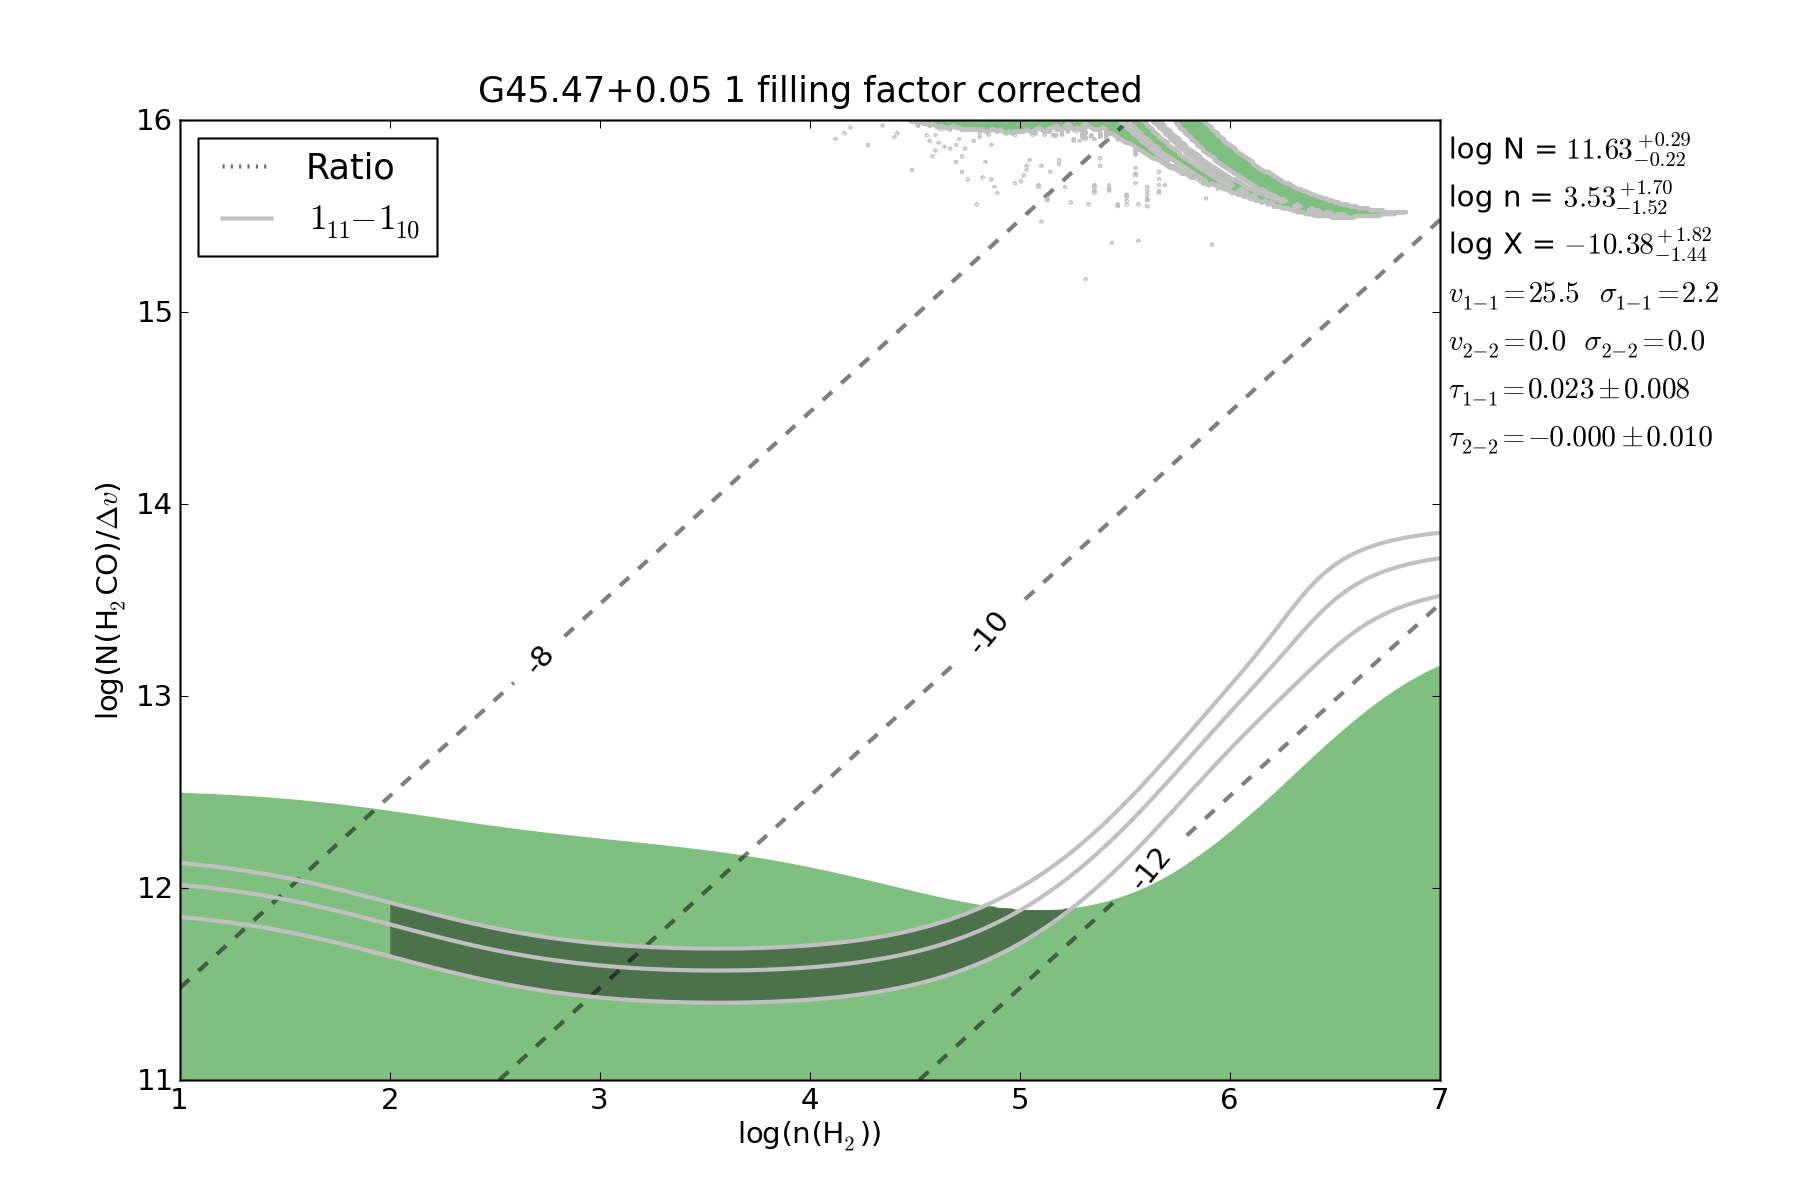 G45.47+0.05 1 filling factor corrected
Ratio
1₁₁−1₁₀
log N = 11.63 +0.29 −0.22
log n = 3.53 +1.70 −1.52
log X = −10.38 +1.82 −1.44
v₁₋₁=25.5 σ₁₋₁=2.2
v₂₋₂=0.0 σ₂₋₂=0.0
τ₁₋₁=0.023±0.008
τ₂₋₂=−0.000±0.010
16
15
14
13
12
11
log(N(H₂CO)/Δv)
-8
-10
-12
1 2 3 4 5 6 7
log(n(H₂))